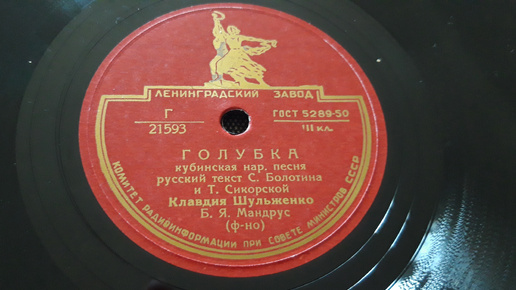 ЛЕНИНГРАДСКИЙ ЗАВОД
Г
21593
ГОСТ 5289-50
III кл.
ГОЛУБКА
кубинская нар. песня
русский текст С. Болотина
и Т. Сикорской
Клавдия Шульженко
Б. Я. Мандрус
(ф-но)
КОМИТЕТ РАДИОИНФОРМАЦИИ ПРИ СОВЕТЕ МИНИСТРОВ СССР